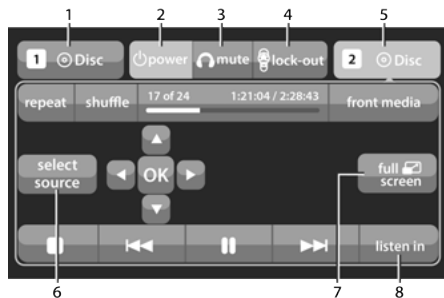 1 2 3 4 5
1 Disc power mute lock-out 2 Disc
repeat shuffle 17 of 24 1:21:04 / 2:28:43 front media
select
source
OK
full
screen
listen in
6 7 8